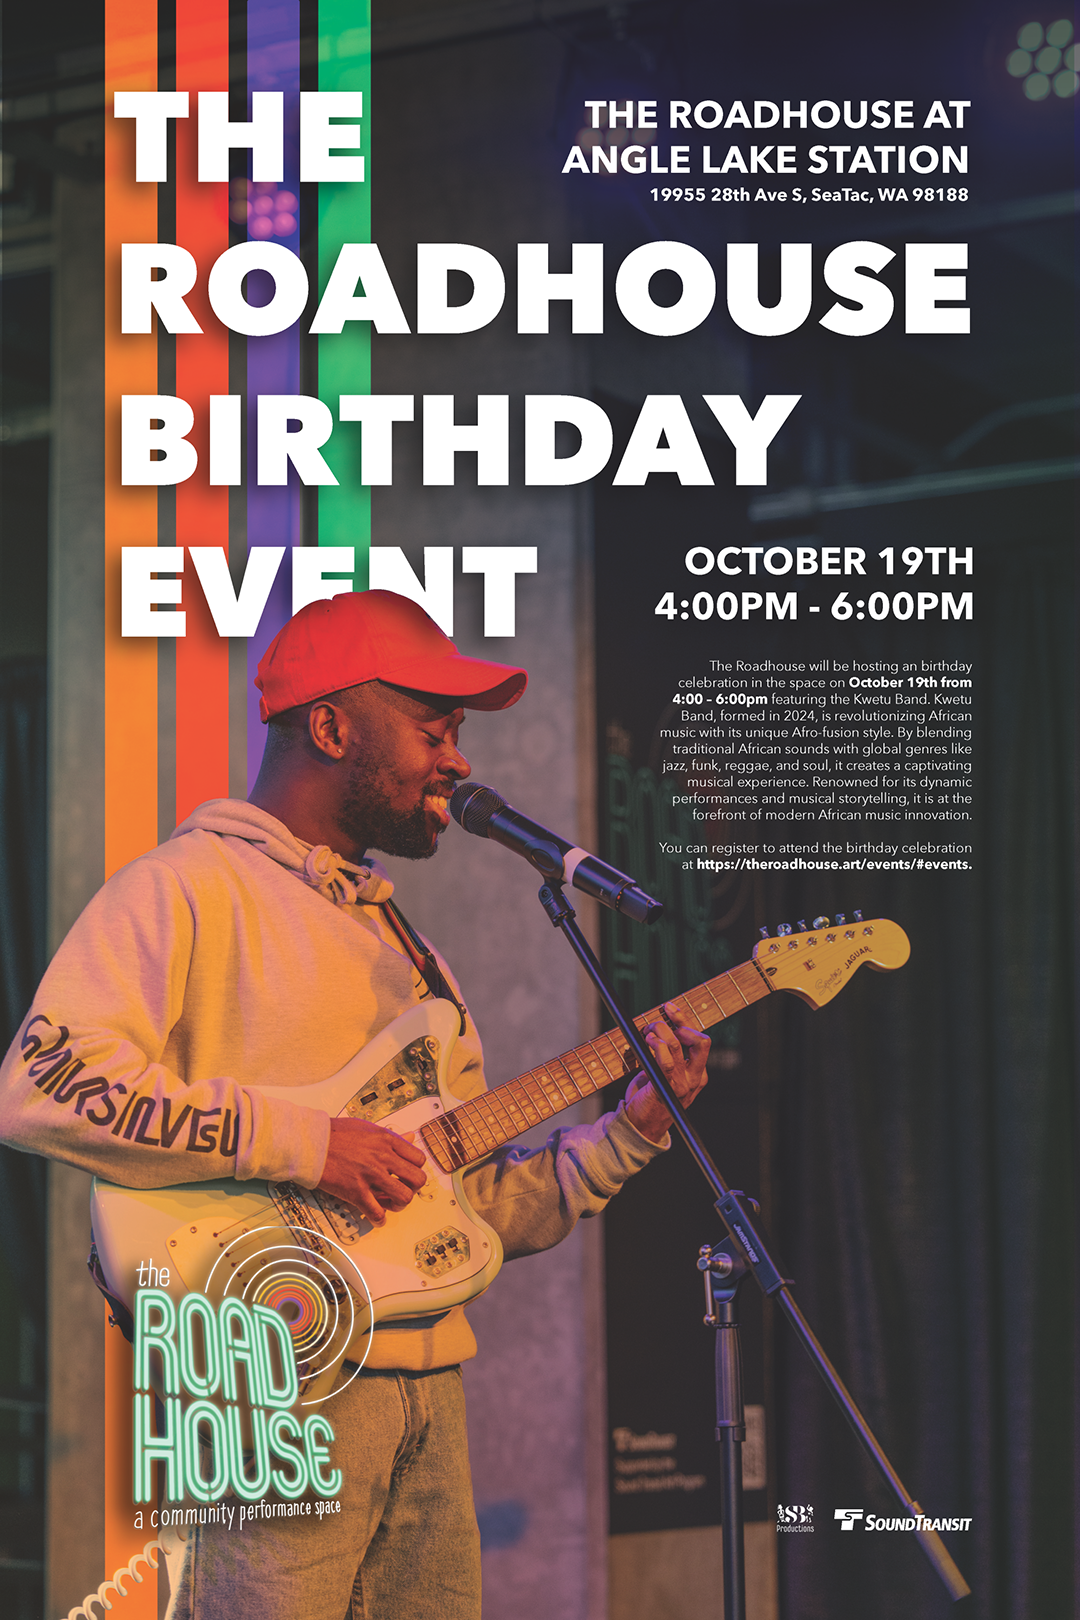 THE
ROADHOUSE
BIRTHDAY
EVENT
THE ROADHOUSE AT
ANGLE LAKE STATION
19955 28th Ave S, SeaTac, WA 98188
OCTOBER 19TH
4:00PM - 6:00PM
The Roadhouse will be hosting an birthday
celebration in the space on October 19th from
4:00 – 6:00pm featuring the Kwetu Band. Kwetu
Band, formed in 2024, is revolutionizing African
music with its unique Afro-fusion style. By blending
traditional African sounds with global genres like
jazz, funk, reggae, and soul, it creates a captivating
musical experience. Renowned for its dynamic
performances and musical storytelling, it is at the
forefront of modern African music innovation.
You can register to attend the birthday celebration
at https://theroadhouse.art/events/#events.
Squier JAGUAR
JAMSTANDS
the
ROAD
HOUSE
a community performance space
SB
Productions
ST SOUNDTRANSIT